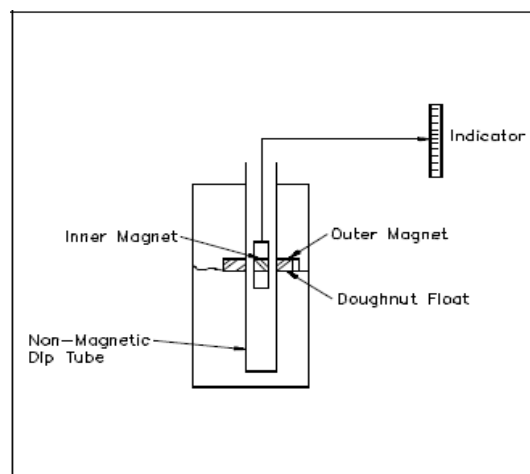 Indicator
Inner Magnet
Outer Magnet
Doughnut Float
Non-Magnetic
Dip Tube